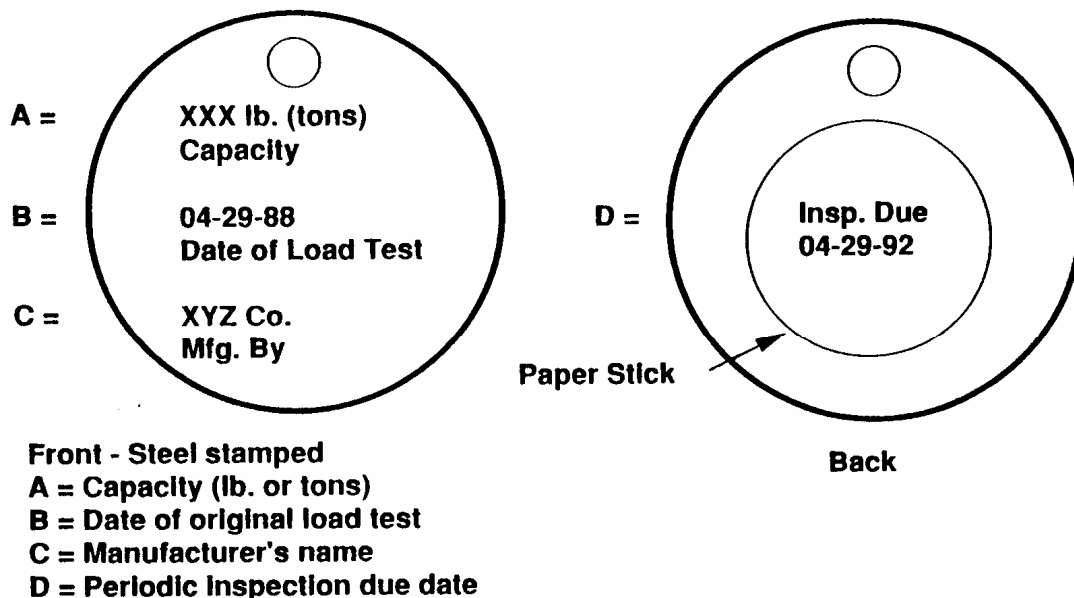 A =
XXX lb. (tons)
Capacity
B =
04-29-88
Date of Load Test
C =
XYZ Co.
Mfg. By
D =
Insp. Due
04-29-92
Paper Stick
Back
Front - Steel stamped
A = Capacity (lb. or tons)
B = Date of original load test
C = Manufacturer's name
D = Periodic inspection due date